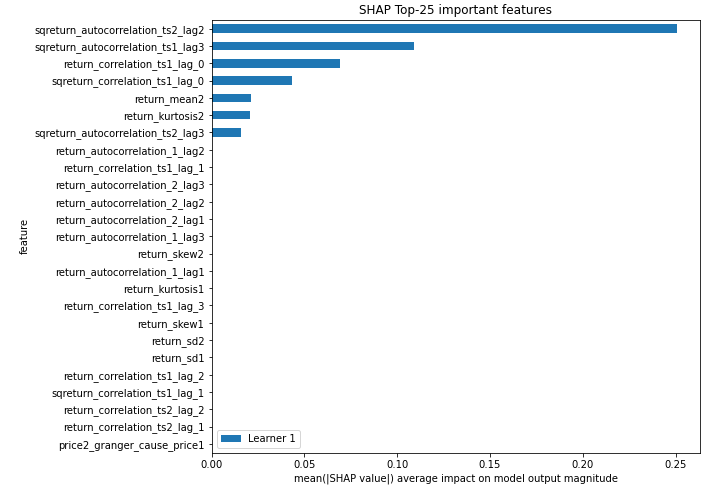 SHAP Top-25 important features
sqreturn_autocorrelation_ts2_lag2
sqreturn_autocorrelation_ts1_lag3
return_correlation_ts1_lag_0
sqreturn_correlation_ts1_lag_0
return_mean2
return_kurtosis2
sqreturn_autocorrelation_ts2_lag3
return_autocorrelation_1_lag2
return_correlation_ts1_lag_1
return_autocorrelation_2_lag3
return_autocorrelation_2_lag2
return_autocorrelation_2_lag1
return_autocorrelation_1_lag3
return_skew2
return_autocorrelation_1_lag1
return_kurtosis1
return_correlation_ts1_lag_3
return_skew1
return_sd2
return_sd1
return_correlation_ts1_lag_2
sqreturn_correlation_ts1_lag_1
return_correlation_ts2_lag_2
return_correlation_ts2_lag_1
price2_granger_cause_price1
feature
Learner 1
0.00 0.05 0.10 0.15 0.20 0.25
mean(|SHAP value|) average impact on model output magnitude